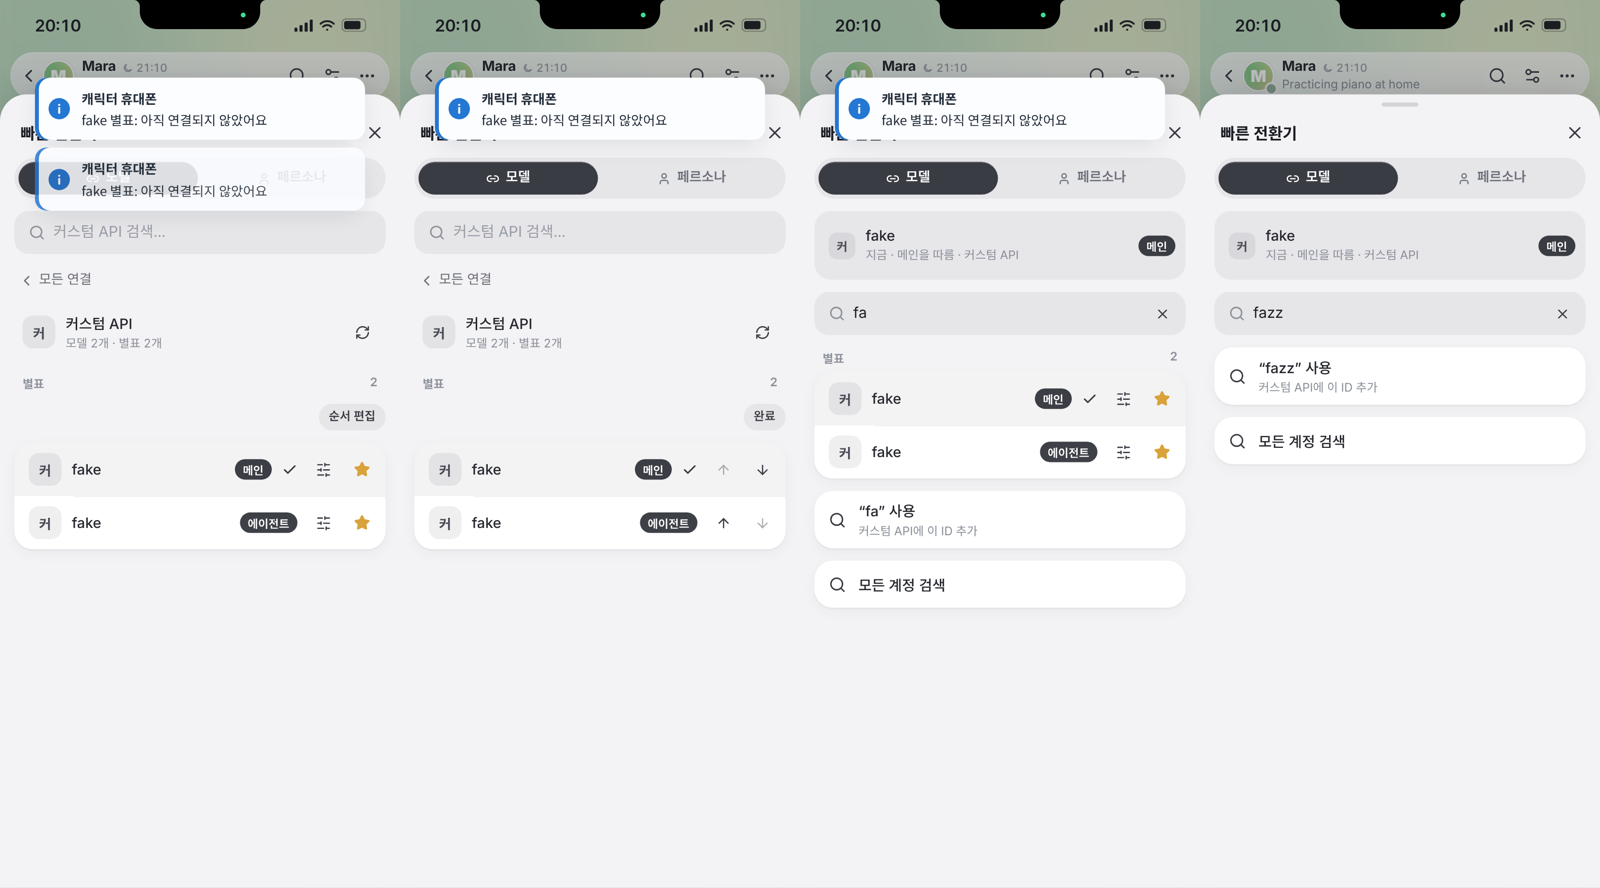 20:10
Mara 21:10
캐릭터 휴대폰
fake 별표: 아직 연결되지 않았어요
캐릭터 휴대폰
fake 별표: 아직 연결되지 않았어요
페르소나
커스텀 API 검색...
모든 연결
커
커스텀 API
모델 2개 · 별표 2개
별표
2
순서 편집
커
fake
메인
커
fake
에이전트
20:10
Mara 21:10
캐릭터 휴대폰
fake 별표: 아직 연결되지 않았어요
모델
페르소나
커스텀 API 검색...
모든 연결
커
커스텀 API
모델 2개 · 별표 2개
별표
2
완료
커
fake
메인
커
fake
에이전트
20:10
Mara 21:10
캐릭터 휴대폰
fake 별표: 아직 연결되지 않았어요
모델
페르소나
커
fake
지금 · 메인을 따름 · 커스텀 API
메인
fa
별표
2
커
fake
메인
커
fake
에이전트
“fa” 사용
커스텀 API에 이 ID 추가
모든 계정 검색
20:10
M
Mara 21:10
Practicing piano at home
빠른 전환기
모델
페르소나
커
fake
지금 · 메인을 따름 · 커스텀 API
메인
fazz
“fazz” 사용
커스텀 API에 이 ID 추가
모든 계정 검색